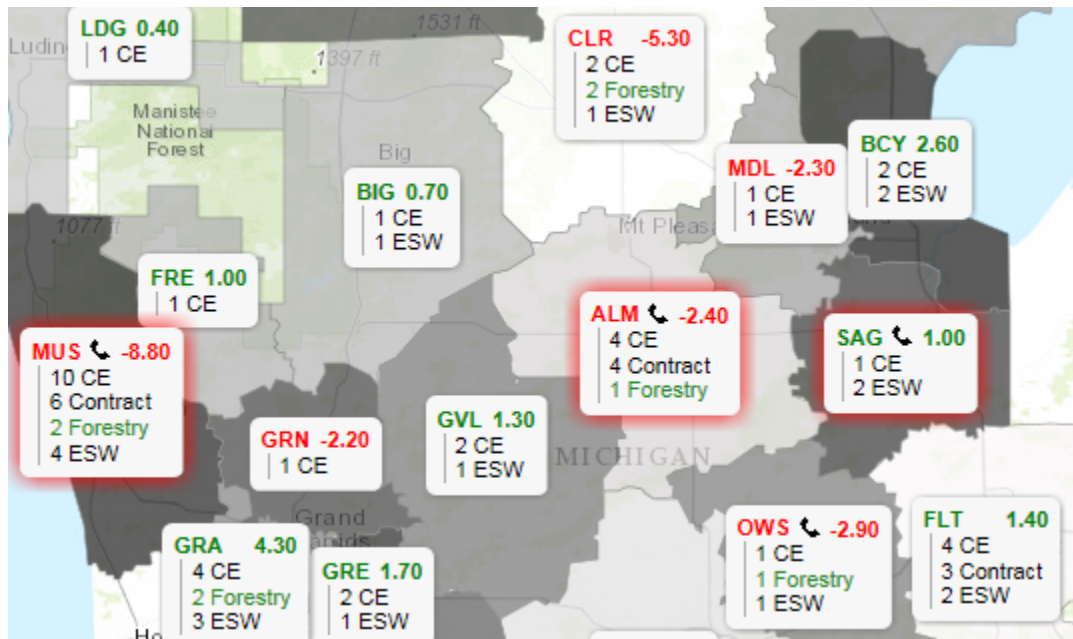 LDG 0.40
1 CE
1531 ft
1397 ft
CLR -5.30
2 CE
2 Forestry
1 ESW
Manistee
National
Forest
Big
BIG 0.70
1 CE
1 ESW
MDL -2.30
1 CE
1 ESW
BCY 2.60
2 CE
2 ESW
1077 ft
FRE 1.00
1 CE
MUS -8.80
10 CE
6 Contract
2 Forestry
4 ESW
ALM -2.40
4 CE
4 Contract
1 Forestry
SAG 1.00
1 CE
2 ESW
GRN -2.20
1 CE
GVL 1.30
2 CE
1 ESW
MICHIGAN
Grand
GRA 4.30
4 CE
2 Forestry
3 ESW
GRE 1.70
2 CE
1 ESW
OWS -2.90
1 CE
1 Forestry
1 ESW
FLT 1.40
4 CE
3 Contract
2 ESW